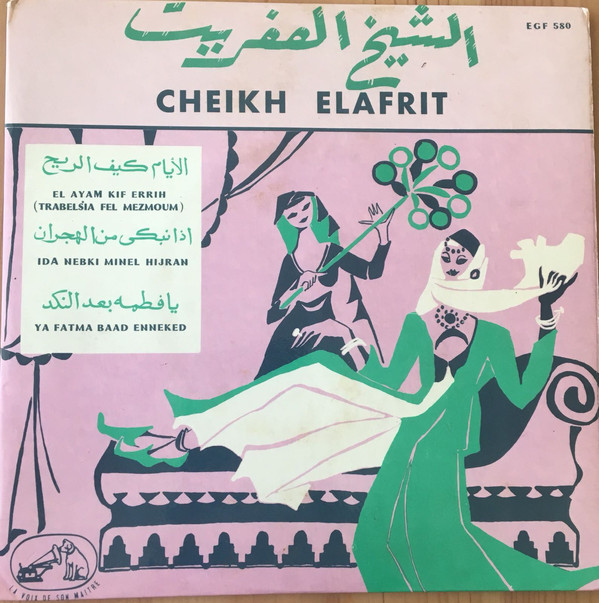 EGF 580
الشيخ العفريت
CHEIKH ELAFRIT
الأيام كيف الريح
EL AYAM KIF ERRIH
(TRABELSIA FEL MEZMOUM)
اذا نبكي من الهجران
IDA NEBKI MINEL HIJRAN
يا فطمه بعد النكد
YA FATMA BAAD ENNEKED
LA VOIX DE SON MAITRE